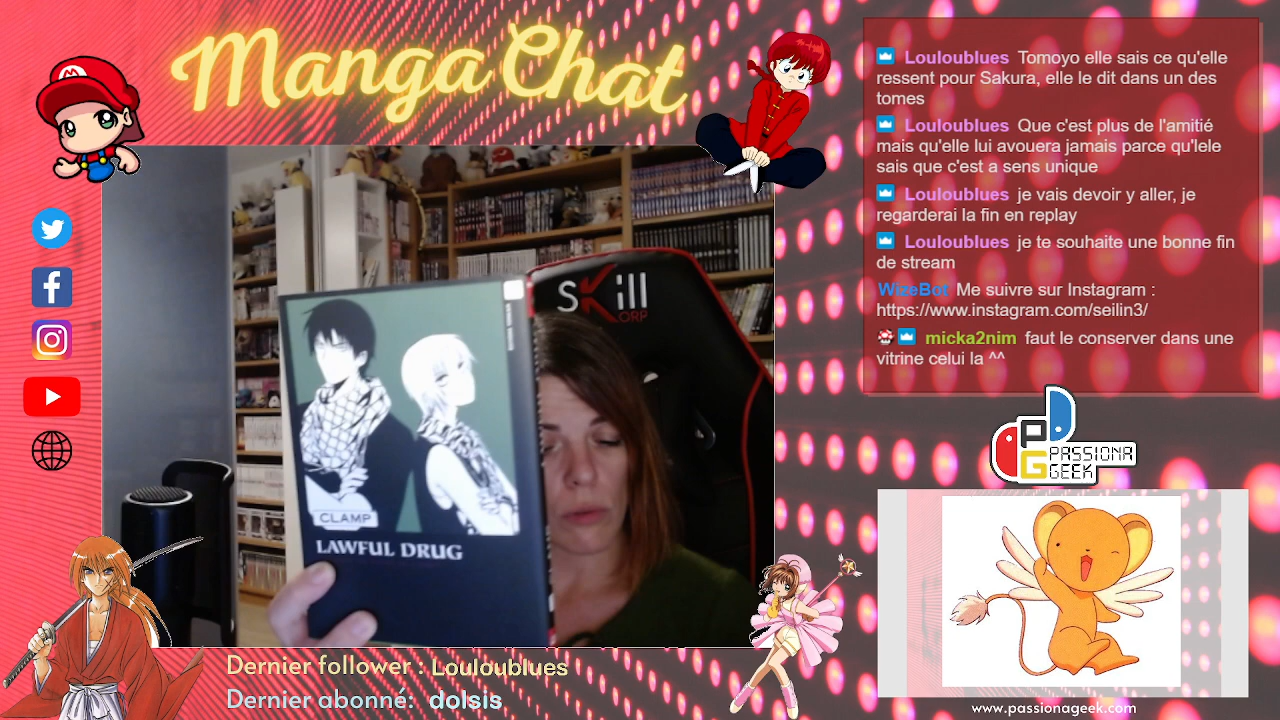 Manga Chat
Louloublues Tomoyo elle sais ce qu'elle
ressent pour Sakura, elle le dit dans un des
tomes
Louloublues Que c'est plus de l'amitié
mais qu'elle lui avouera jamais parce qu'lele
sais que c'est a sens unique
Louloublues je vais devoir y aller, je
regarderai la fin en replay
Louloublues je te souhaite une bonne fin
de stream
WizeBot Me suivre sur Instagram :
https://www.instagram.com/seilin3/
micka2nim faut le conserver dans une
vitrine celui la ^^
SKill
KORP
CLAMP
LAWFUL DRUG
PG
PASSIONA
GEEK
Dernier follower : Louloublues
Dernier abonné: dolsis
www.passionageek.com